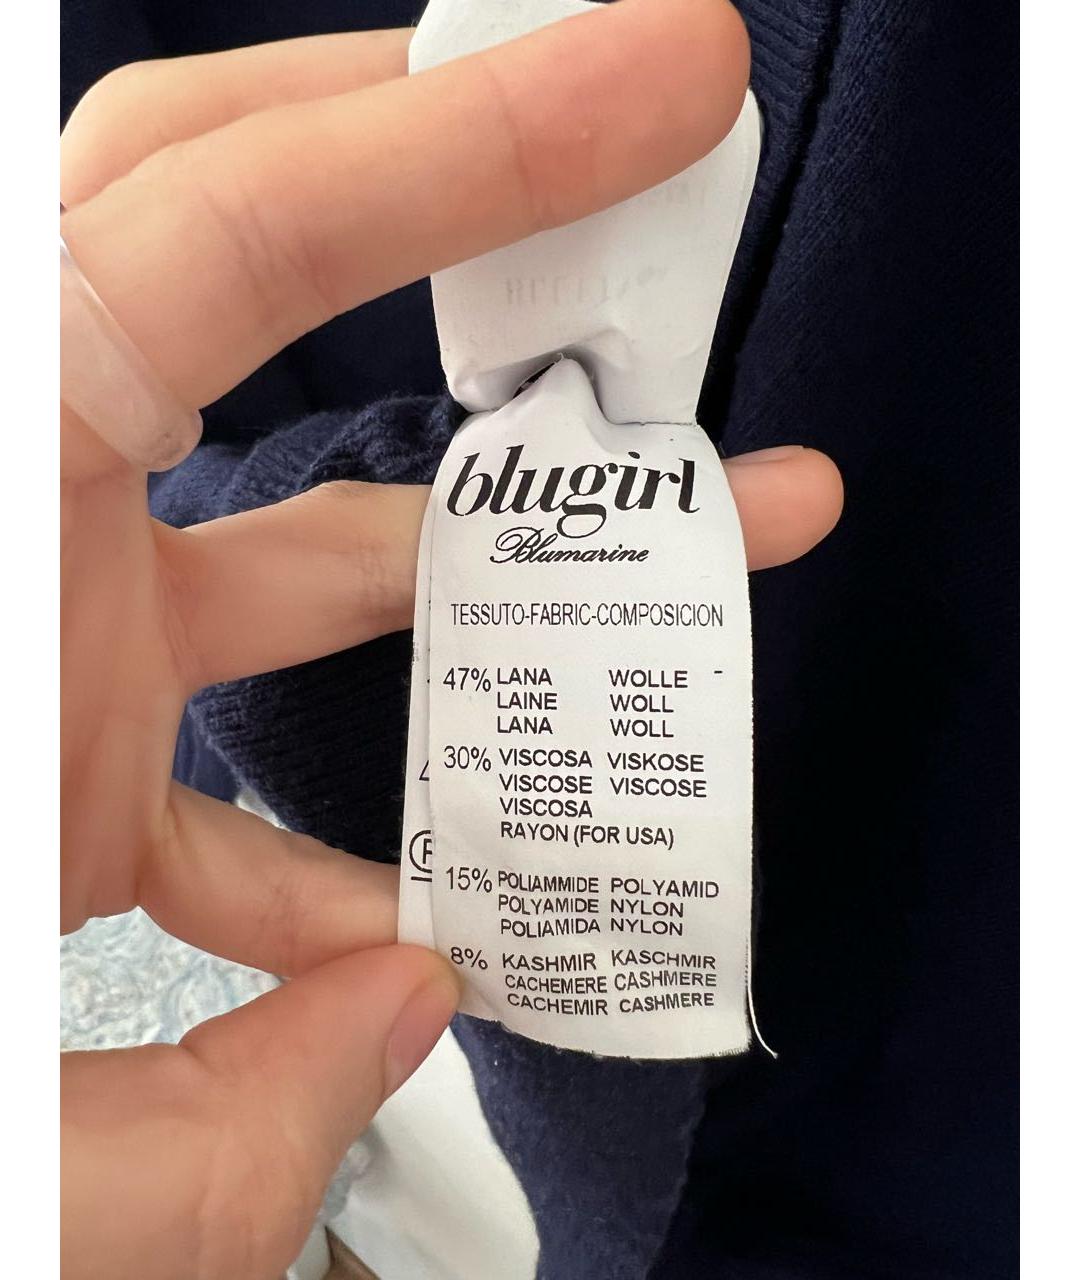 blugirl
Blumarine
TESSUTO-FABRIC-COMPOSICION
47% LANA WOLLE -
LAINE WOLL
LANA WOLL
30% VISCOSA VISKOSE
VISCOSE VISCOSE
VISCOSA
RAYON (FOR USA)
15% POLIAMMIDE POLYAMID
POLYAMIDE NYLON
POLIAMIDA NYLON
8% KASHMIR KASCHMIR
CACHEMERE CASHMERE
CACHEMIR CASHMERE